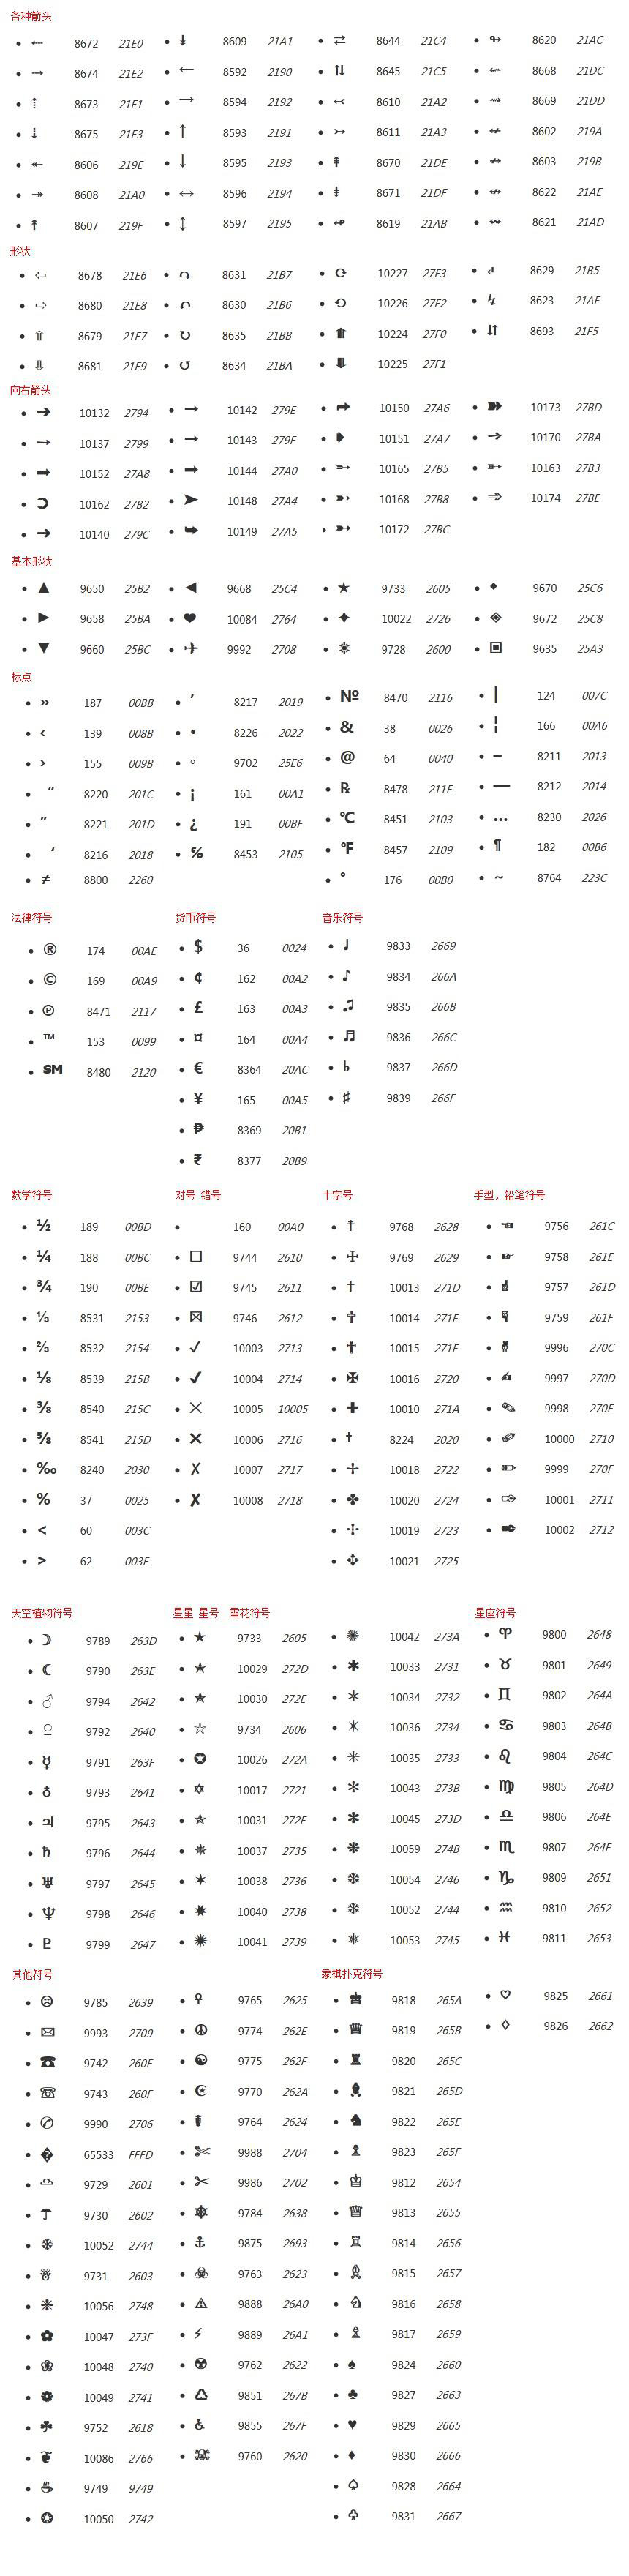 各种箭头
• ⇠ 8672 21E0 • ↡ 8609 21A1 • ⇄ 8644 21C4 • ↬ 8620 21AC
• ⇢ 8674 21E2 • ← 8592 2190 • ⇅ 8645 21C5 • ⇜ 8668 21DC
• ⇡ 8673 21E1 • → 8594 2192 • ↢ 8610 21A2 • ⇝ 8669 21DD
• ⇣ 8675 21E3 • ↑ 8593 2191 • ↣ 8611 21A3 • ↚ 8602 219A
• ↞ 8606 219E • ↓ 8595 2193 • ⇞ 8670 21DE • ↛ 8603 219B
• ↠ 8608 21A0 • ↔ 8596 2194 • ⇟ 8671 21DF • ↮ 8622 21AE
• ↟ 8607 219F • ↕ 8597 2195 • ↫ 8619 21AB • ↭ 8621 21AD
形状
• ⇦ 8678 21E6 • ↷ 8631 21B7 • ⟳ 10227 27F3 • ↵ 8629 21B5
• ⇨ 8680 21E8 • ↶ 8630 21B6 • ⟲ 10226 27F2 • ↯ 8623 21AF
• ⇧ 8679 21E7 • ↻ 8635 21BB • ⟰ 10224 27F0 • ⇵ 8693 21F5
• ⇩ 8681 21E9 • ↺ 8634 21BA • ⟱ 10225 27F1
向右箭头
• ➔ 10132 2794 • ➞ 10142 279E • ➦ 10150 27A6 • ➽ 10173 27BD
• ➙ 10137 2799 • ➟ 10143 279F • ➧ 10151 27A7 • ➺ 10170 27BA
• ➨ 10152 27A8 • ➠ 10144 27A0 • ➵ 10165 27B5 • ➳ 10163 27B3
• ➲ 10162 27B2 • ➤ 10148 27A4 • ➸ 10168 27B8 • ➾ 10174 27BE
• ➜ 10140 279C • ➥ 10149 27A5 • ➼ 10172 27BC
基本形状
• ▲ 9650 25B2 • ◄ 9668 25C4 • ★ 9733 2605 • ◆ 9670 25C6
• ► 9658 25BA • ❤ 10084 2764 • ✦ 10022 2726 • ◈ 9672 25C8
• ▼ 9660 25BC • ✈ 9992 2708 • ☀ 9728 2600 • ▣ 9635 25A3
标点
• » 187 00BB • ’ 8217 2019 • № 8470 2116 • | 124 007C
• ‹ 139 008B • • 8226 2022 • & 38 0026 • ¦ 166 00A6
• › 155 009B • ◦ 9702 25E6 • @ 64 0040 • – 8211 2013
• “ 8220 201C • ¡ 161 00A1 • ℞ 8478 211E • — 8212 2014
• ” 8221 201D • ¿ 191 00BF • ℃ 8451 2103 • … 8230 2026
• ‘ 8216 2018 • ℅ 8453 2105 • ℉ 8457 2109 • ¶ 182 00B6
• ≠ 8800 2260 • ° 176 00B0 • ∼ 8764 223C
法律符号 货币符号 音乐符号
• ® 174 00AE • $ 36 0024 • ♩ 9833 2669
• © 169 00A9 • ¢ 162 00A2 • ♪ 9834 266A
• ℗ 8471 2117 • £ 163 00A3 • ♫ 9835 266B
• ™ 153 0099 • ¤ 164 00A4 • ♬ 9836 266C
• ℠ 8480 2120 • € 8364 20AC • ♭ 9837 266D
• ¥ 165 00A5 • ♯ 9839 266F
• ₱ 8369 20B1
• ₹ 8377 20B9
数学符号 对号 错号 十字号 手型，铅笔符号
• ½ 189 00BD • 160 00A0 • ☨ 9768 2628 • ☜ 9756 261C
• ¼ 188 00BC • ☐ 9744 2610 • ☩ 9769 2629 • ☞ 9758 261E
• ¾ 190 00BE • ☑ 9745 2611 • ✝ 10013 271D • ☝ 9757 261D
• ⅓ 8531 2153 • ☒ 9746 2612 • ✞ 10014 271E • ☟ 9759 261F
• ⅔ 8532 2154 • ✓ 10003 2713 • ✟ 10015 271F • ✌ 9996 270C
• ⅛ 8539 215B • ✔ 10004 2714 • ✠ 10016 2720 • ✍ 9997 270D
• ⅜ 8540 215C • ✕ 10005 10005 • ✚ 10010 271A • ✎ 9998 270E
• ⅝ 8541 215D • ✖ 10006 2716 • † 8224 2020 • ✐ 10000 2710
• ‰ 8240 2030 • ✗ 10007 2717 • ✢ 10018 2722 • ✏ 9999 270F
• % 37 0025 • ✘ 10008 2718 • ✤ 10020 2724 • ✑ 10001 2711
• < 60 003C • ✣ 10019 2723 • ✒ 10002 2712
• > 62 003E • ✥ 10021 2725
天空植物符号 星星 星号 雪花符号 星座符号
• ☽ 9789 263D • ★ 9733 2605 • ✺ 10042 273A • ♈ 9800 2648
• ☾ 9790 263E • ✭ 10029 272D • ✱ 10033 2731 • ♉ 9801 2649
• ♂ 9794 2642 • ✮ 10030 272E • ✲ 10034 2732 • ♊ 9802 264A
• ♀ 9792 2640 • ☆ 9734 2606 • ✴ 10036 2734 • ♋ 9803 264B
• ☿ 9791 263F • ✪ 10026 272A • ✳ 10035 2733 • ♌ 9804 264C
• ♁ 9793 2641 • ✡ 10017 2721 • ✻ 10043 273B • ♍ 9805 264D
• ♃ 9795 2643 • ✯ 10031 272F • ✽ 10045 273D • ♎ 9806 264E
• ♄ 9796 2644 • ✵ 10037 2735 • ❋ 10059 274B • ♏ 9807 264F
• ♅ 9797 2645 • ✶ 10038 2736 • ❆ 10054 2746 • ♑ 9809 2651
• ♆ 9798 2646 • ✸ 10040 2738 • ❄ 10052 2744 • ♒ 9810 2652
• ♇ 9799 2647 • ✹ 10041 2739 • ❅ 10053 2745 • ♓ 9811 2653
其他符号 象棋扑克符号
• ☹ 9785 2639 • ♥ 9765 2625 • ♚ 9818 265A • ♡ 9825 2661
• ✉ 9993 2709 • ☮ 9774 262E • ♛ 9819 265B • ♢ 9826 2662
• ☎ 9742 260E • ☯ 9775 262F • ♜ 9820 265C
• ☏ 9743 260F • ☪ 9770 262A • ♝ 9821 265D
• ✆ 9990 2706 • ☤ 9764 2624 • ♞ 9822 265E
• � 65533 FFFD • ✄ 9988 2704 • ♟ 9823 265F
• ☁ 9729 2601 • ✂ 9986 2702 • ♔ 9812 2654
• ☂ 9730 2602 • ☸ 9784 2638 • ♕ 9813 2655
• ❄ 10052 2744 • ⚓ 9875 2693 • ♖ 9814 2656
• ☃ 9731 2603 • ☣ 9763 2623 • ♗ 9815 2657
• ❈ 10056 2748 • ⚠ 9888 26A0 • ♘ 9816 2658
• ✿ 10047 273F • ⚡ 9889 26A1 • ♙ 9817 2659
• ❀ 10048 2740 • ☢ 9762 2622 • ♠ 9824 2660
• ❁ 10049 2741 • ♻ 9851 267B • ♣ 9827 2663
• ☘ 9752 2618 • ♿ 9855 267F • ♥ 9829 2665
• ❦ 10086 2766 • ☠ 9760 2620 • ♦ 9830 2666
• ☕ 9749 9749 • ♤ 9828 2664
• ❂ 10050 2742 • ♧ 9831 2667